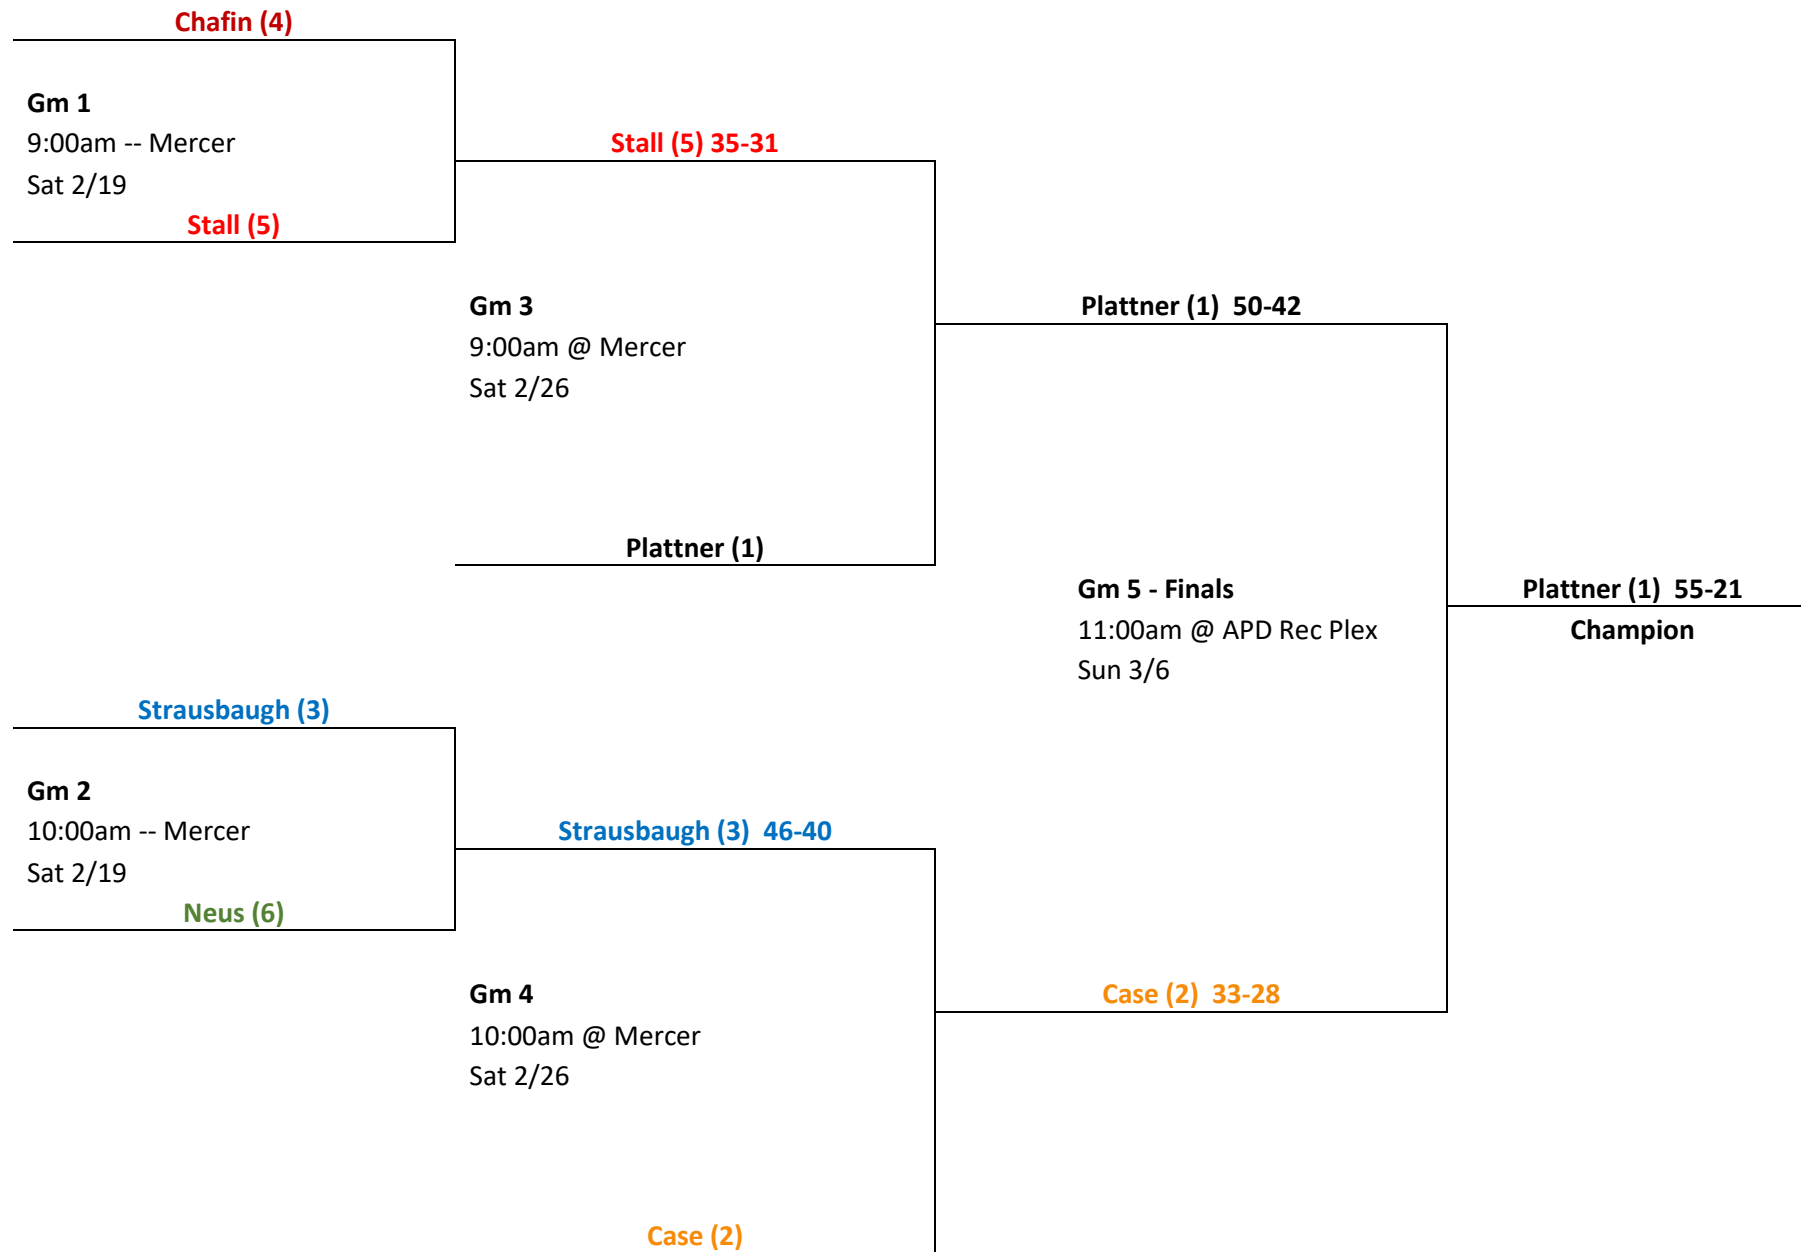 Chafin (4)
Gm 1
9:00am -- Mercer
Sat 2/19
Stall (5)
Stall (5) 35-31
Gm 3
9:00am @ Mercer
Sat 2/26
Plattner (1)
Plattner (1)  50-42
Gm 5 - Finals
11:00am @ APD Rec Plex
Sun 3/6
Plattner (1)  55-21
Champion
Strausbaugh (3)
Gm 2
10:00am -- Mercer
Sat 2/19
Neus (6)
Strausbaugh (3)  46-40
Gm 4
10:00am @ Mercer
Sat 2/26
Case (2)
Case (2)  33-28